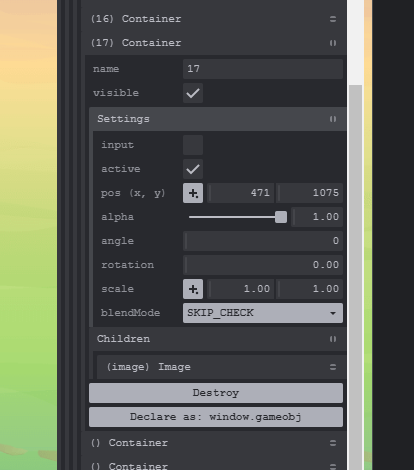 (16) Container
(17) Container
name 17
visible
Settings
input
active
pos (x, y) 471 1075
alpha 1.00
angle 0
rotation 0.00
scale 1.00 1.00
blendMode SKIP_CHECK
Children
(image) Image
Destroy
Declare as: window.gameobj
() Container
() Container